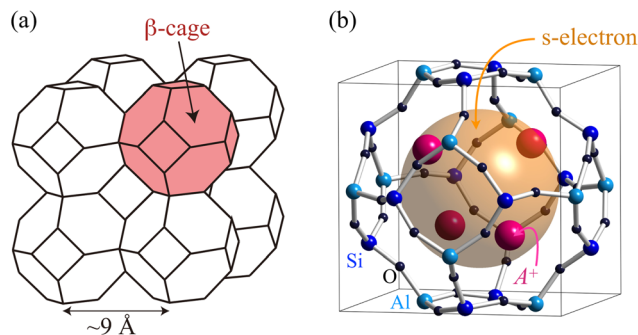 (a)
β-cage
~9 Å
(b)
s-electron
Si
O
Al
A⁺